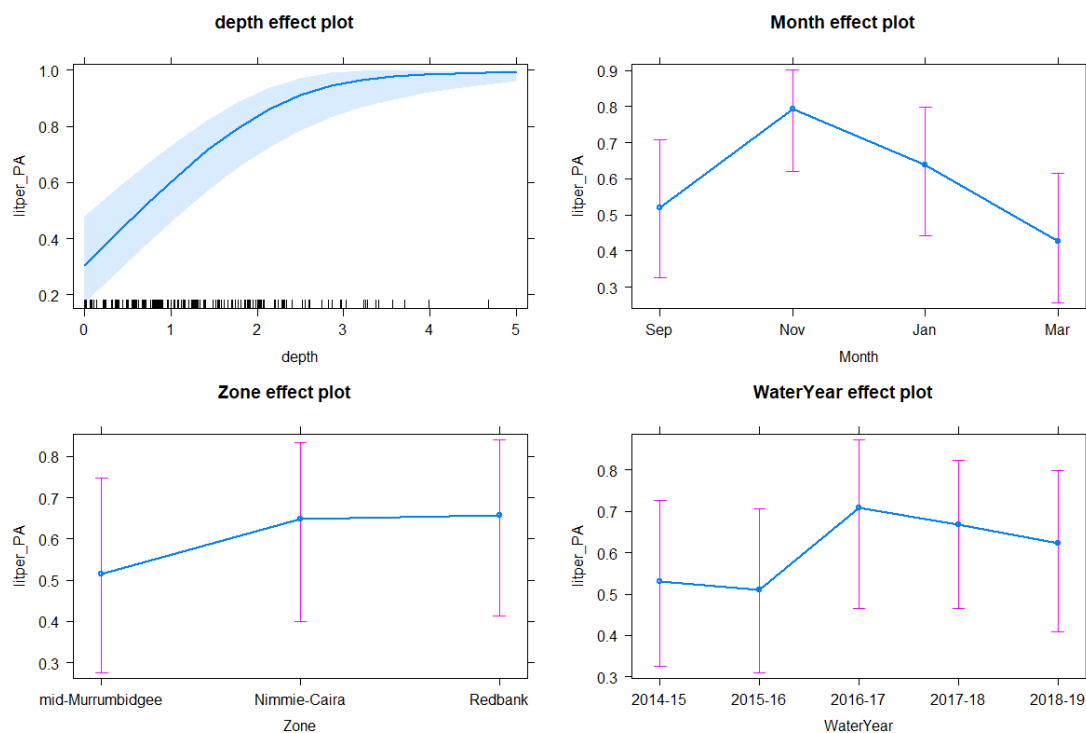 depth effect plot
litper_PA
1.0
0.8
0.6
0.4
0.2
0 1 2 3 4 5
depth
Month effect plot
litper_PA
0.9
0.8
0.7
0.6
0.5
0.4
0.3
Sep Nov Jan Mar
Month
Zone effect plot
litper_PA
0.8
0.7
0.6
0.5
0.4
0.3
mid-Murrumbidgee Nimmie-Caira Redbank
Zone
WaterYear effect plot
litper_PA
0.8
0.7
0.6
0.5
0.4
0.3
2014-15 2015-16 2016-17 2017-18 2018-19
WaterYear